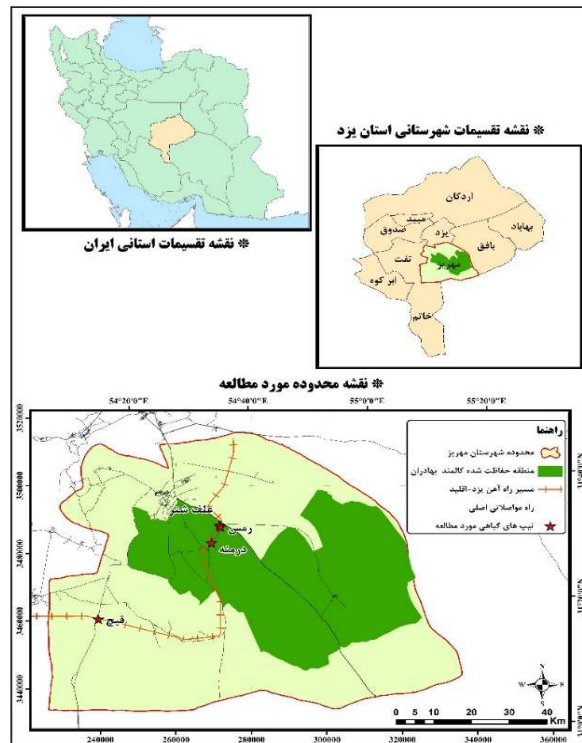 ❊ نقشه تقسیمات استانی ایران
❊ نقشه تقسیمات شهرستانی استان یزد
اردکان
میبد
صدوق
یزد
بهاباد
بافق
تفت
مهریز
ابر کوه
خاتم
❊ نقشه محدوده مورد مطالعه
54°20'0"E
54°40'0"E
55°0'0"E
55°20'0"E
راهنما
محدوده شهرستان مهریز
منطقه حفاظت شده کالمند بهادران
مسیر راه آهن یزد-اقلید
راه مواصلاتی اصلی
تیپ های گیاهی مورد مطالعه
علف شتر
رمس
درمنه
قیچ
3520000
3500000
3480000
3460000
3440000
N
W
E
S
0 5 10 20 30 40
Km
240000
260000
280000
300000
320000
340000
360000